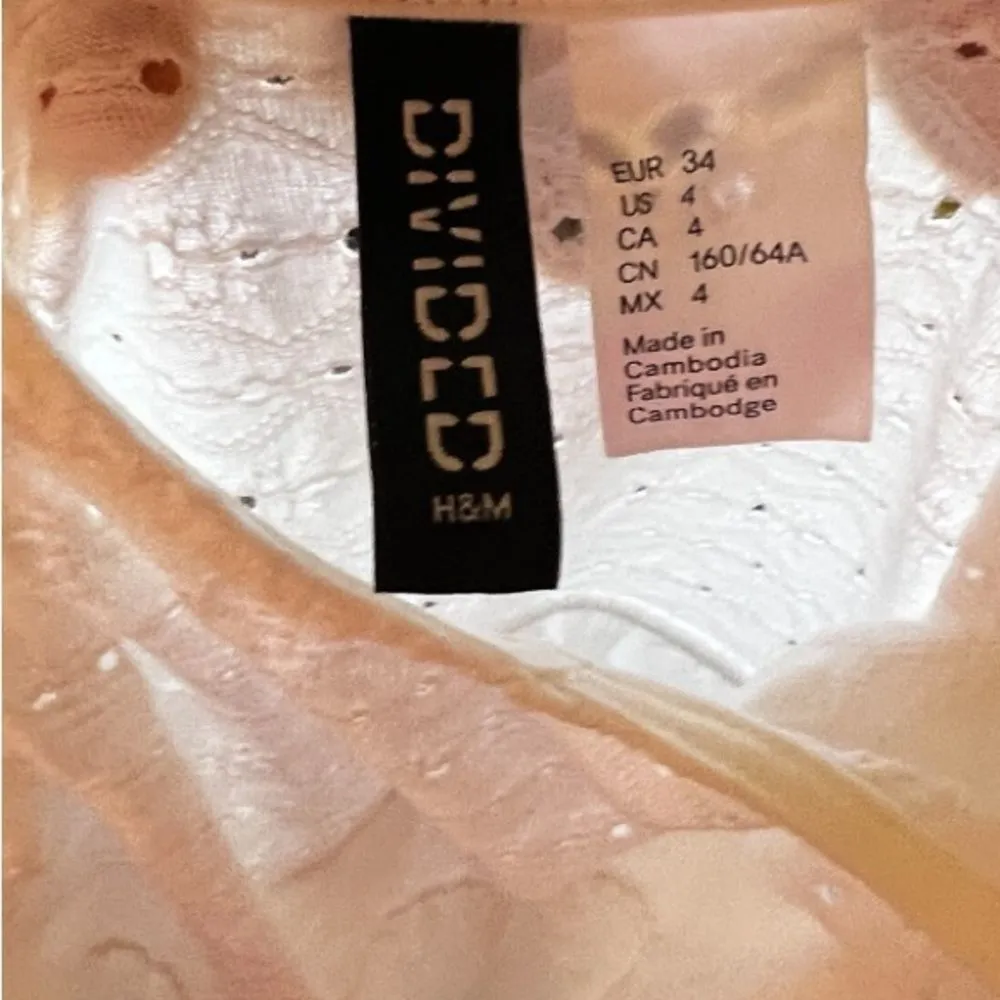 DIVIDED
H&M
EUR 34
US 4
CA 4
CN 160/64A
MX 4
Made in
Cambodia
Fabriqué en
Cambodge